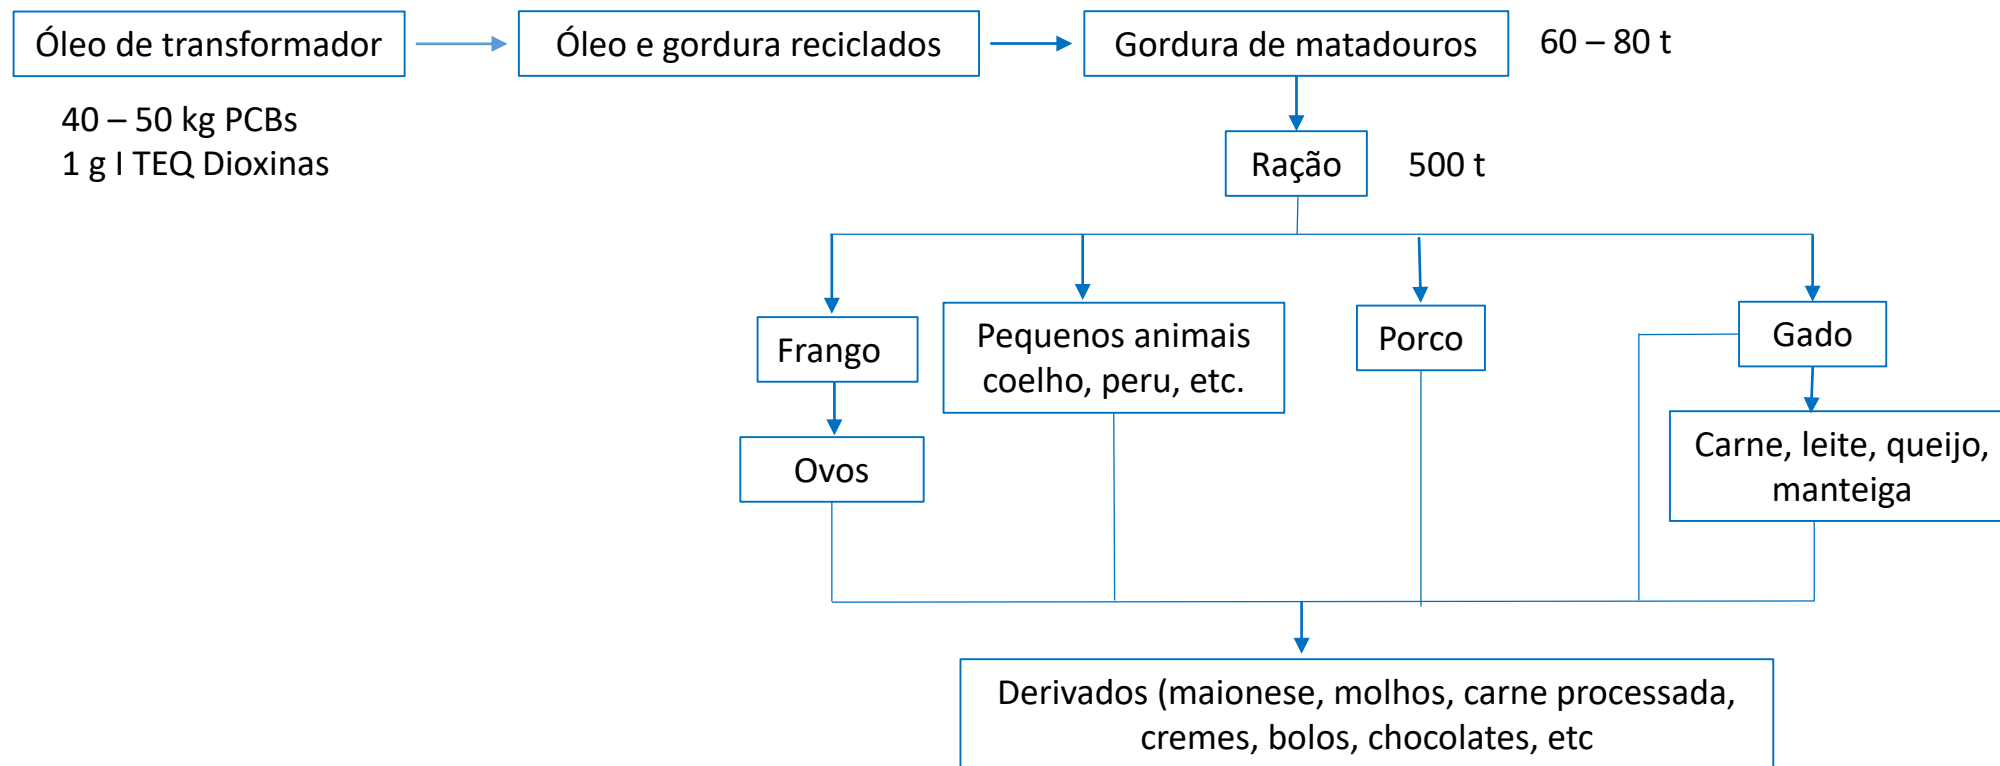 Óleo de transformador
Óleo e gordura reciclados
Gordura de matadouros
60 – 80 t
40 – 50 kg PCBs
1 g I TEQ Dioxinas
Ração
500 t
Frango
Pequenos animais
coelho, peru, etc.
Porco
Gado
Ovos
Carne, leite, queijo,
manteiga
Derivados (maionese, molhos, carne processada,
cremes, bolos, chocolates, etc